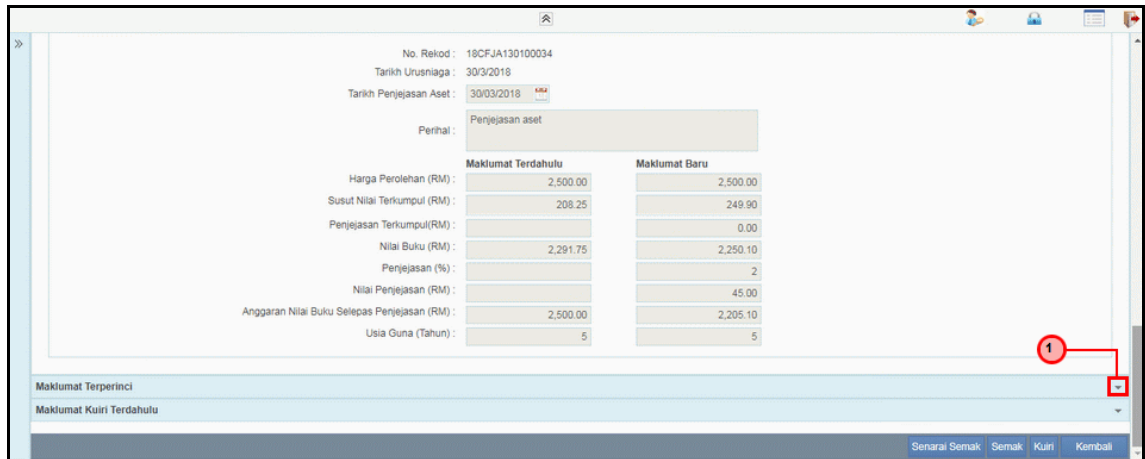 No. Rekod : 18CFJA130100034
Tarikh Urusniaga : 30/3/2018
Tarikh Penjejasan Aset : 30/03/2018
Perihal : Penjejasan aset
Maklumat Terdahulu Maklumat Baru
Harga Perolehan (RM) : 2,500.00 2,500.00
Susut Nilai Terkumpul (RM) : 208.25 249.90
Penjejasan Terkumpul(RM) : 0.00
Nilai Buku (RM) : 2,291.75 2,250.10
Penjejasan (%) : 2
Nilai Penjejasan (RM) : 45.00
Anggaran Nilai Buku Selepas Penjejasan (RM) : 2,500.00 2,205.10
Usia Guna (Tahun) : 5 5
1
Maklumat Terperinci
Maklumat Kuiri Terdahulu
Senarai Semak Semak Kuiri Kembali